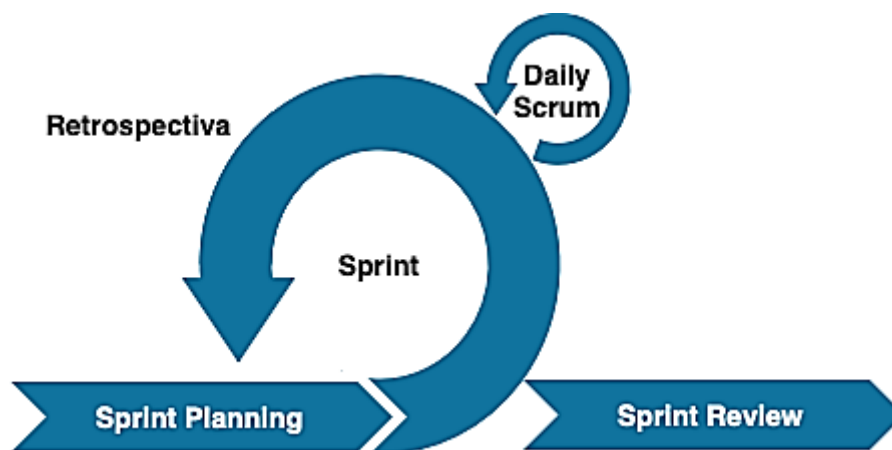 Daily
Scrum
Retrospectiva
Sprint
Sprint Planning
Sprint Review